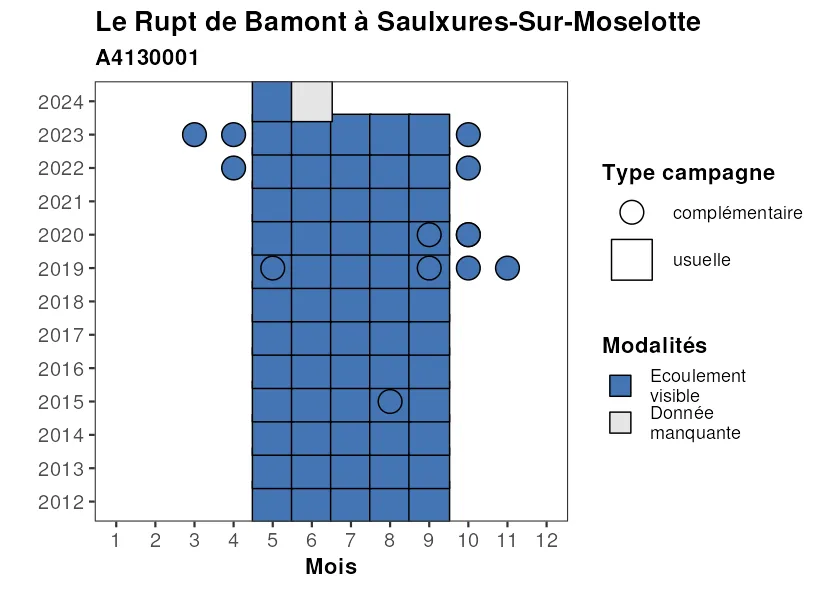 Le Rupt de Bamont à Saulxures-Sur-Moselotte
A4130001
2024
2023
2022
2021
2020
2019
2018
2017
2016
2015
2014
2013
2012
1 2 3 4 5 6 7 8 9 10 11 12
Mois
Type campagne
complémentaire
usuelle
Modalités
Ecoulement
visible
Donnée
manquante